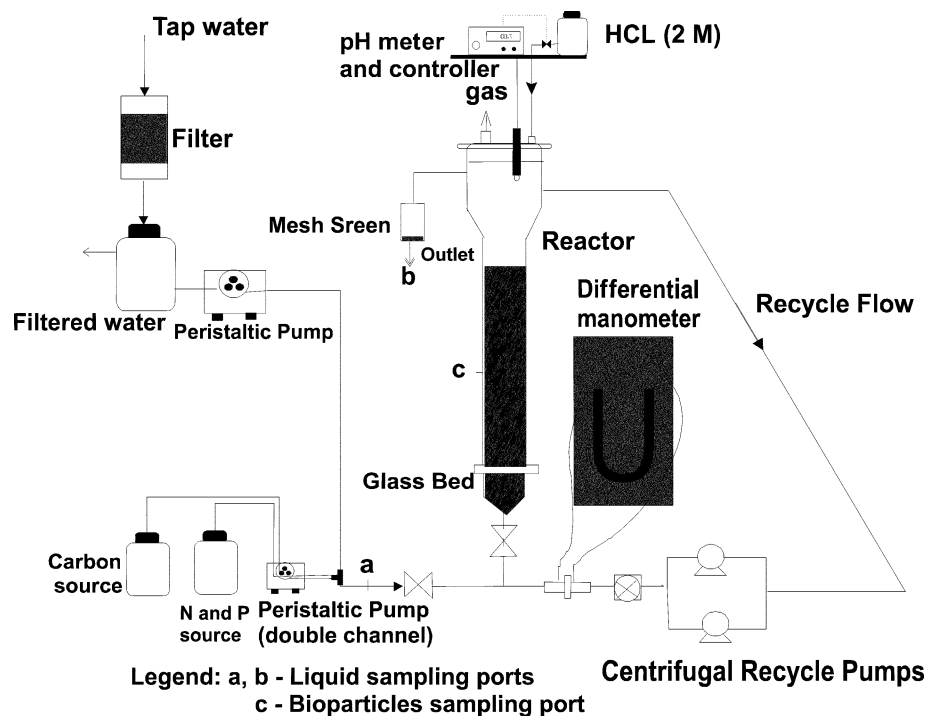 Tap water
HCL (2 M)
pH meter
and controller
gas
Filter
Mesh Sreen
Outlet
b
Reactor
Differential
manometer
Recycle Flow
Filtered water
Peristaltic Pump
c
Glass Bed
Carbon
source
a
N and P
source
Peristaltic Pump
(double channel)
Centrifugal Recycle Pumps
Legend: a, b - Liquid sampling ports
c - Bioparticles sampling port